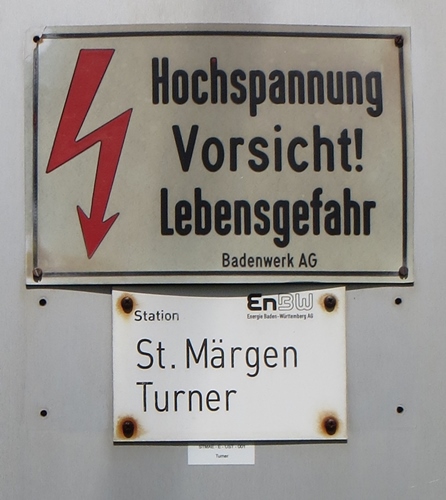 Hochspannung
Vorsicht!
Lebensgefahr
Badenwerk AG
Station
EnBW
Energie Baden-Württemberg AG
St. Märgen
Turner
Turner